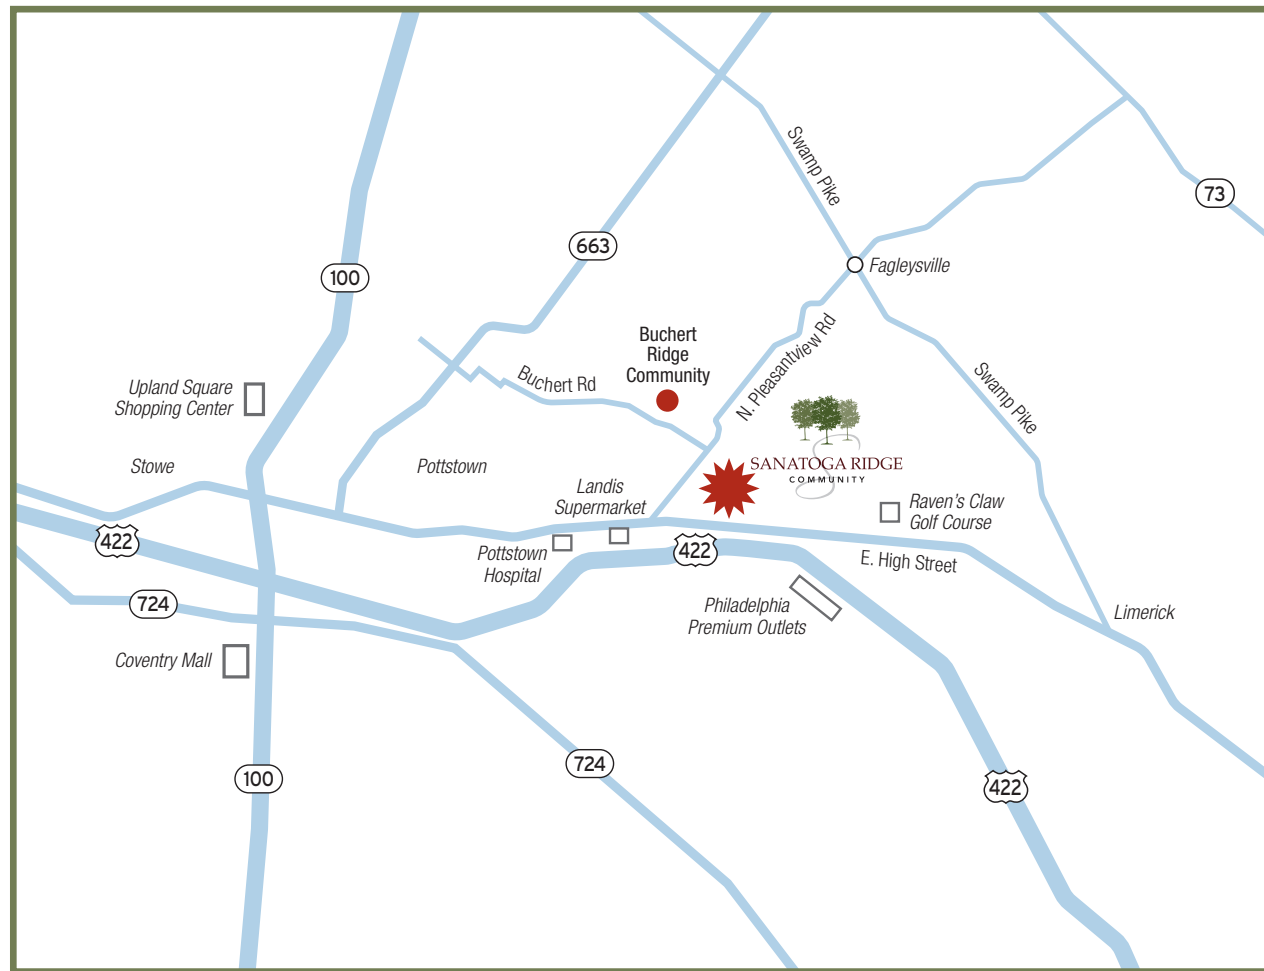 Swamp Pike
73
663
Fagleysville
100
Buchert
Ridge
Community
N. Pleasantview Rd
Buchert Rd
Swamp Pike
Upland Square
Shopping Center
Stowe
Pottstown
SANATOGA RIDGE
COMMUNITY
Landis
Supermarket
Raven's Claw
Golf Course
422
Pottstown
Hospital
422
E. High Street
724
Philadelphia
Premium Outlets
Limerick
Coventry Mall
724
100
422